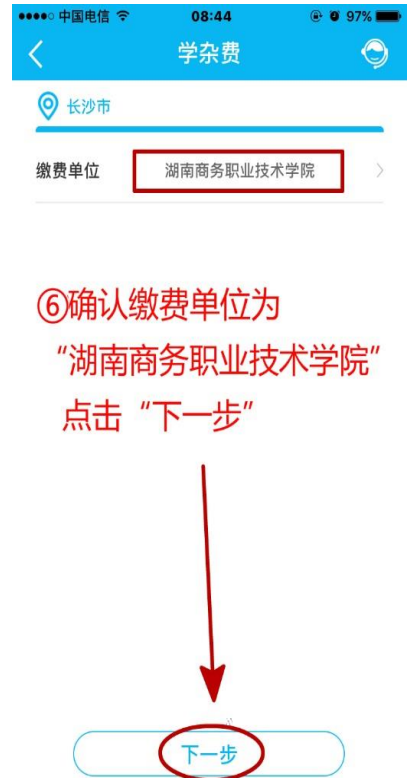 中国电信 08:44 97%
学杂费
长沙市
缴费单位 湖南商务职业技术学院
⑥确认缴费单位为
“湖南商务职业技术学院”
点击“下一步”
下一步